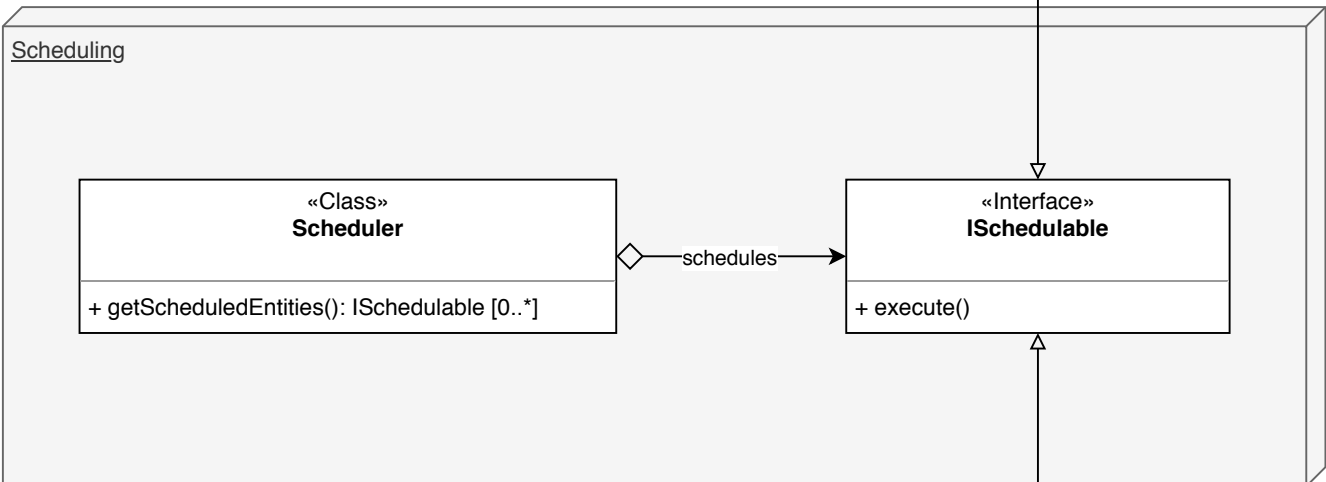 Scheduling
«Class»
Scheduler
+ getScheduledEntities(): ISchedulable [0..*]
schedules
«Interface»
ISchedulable
+ execute()